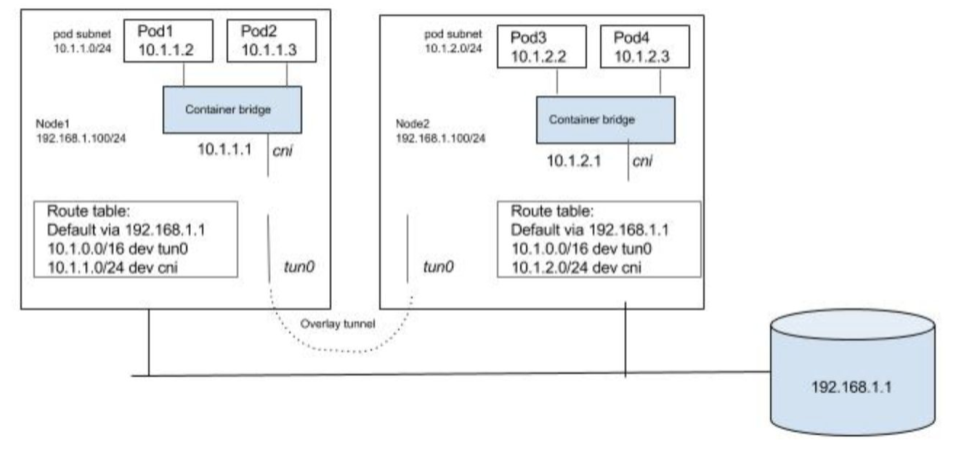 pod subnet
10.1.1.0/24
Pod1
10.1.1.2
Pod2
10.1.1.3
Container bridge
Node1
192.168.1.100/24
10.1.1.1
cni
Route table:
Default via 192.168.1.1
10.1.0.0/16 dev tun0
10.1.1.0/24 dev cni
tun0
pod subnet
10.1.2.0/24
Pod3
10.1.2.2
Pod4
10.1.2.3
Container bridge
Node2
192.168.1.100/24
10.1.2.1
cni
tun0
Route table:
Default via 192.168.1.1
10.1.0.0/16 dev tun0
10.1.2.0/24 dev cni
Overlay tunnel
192.168.1.1